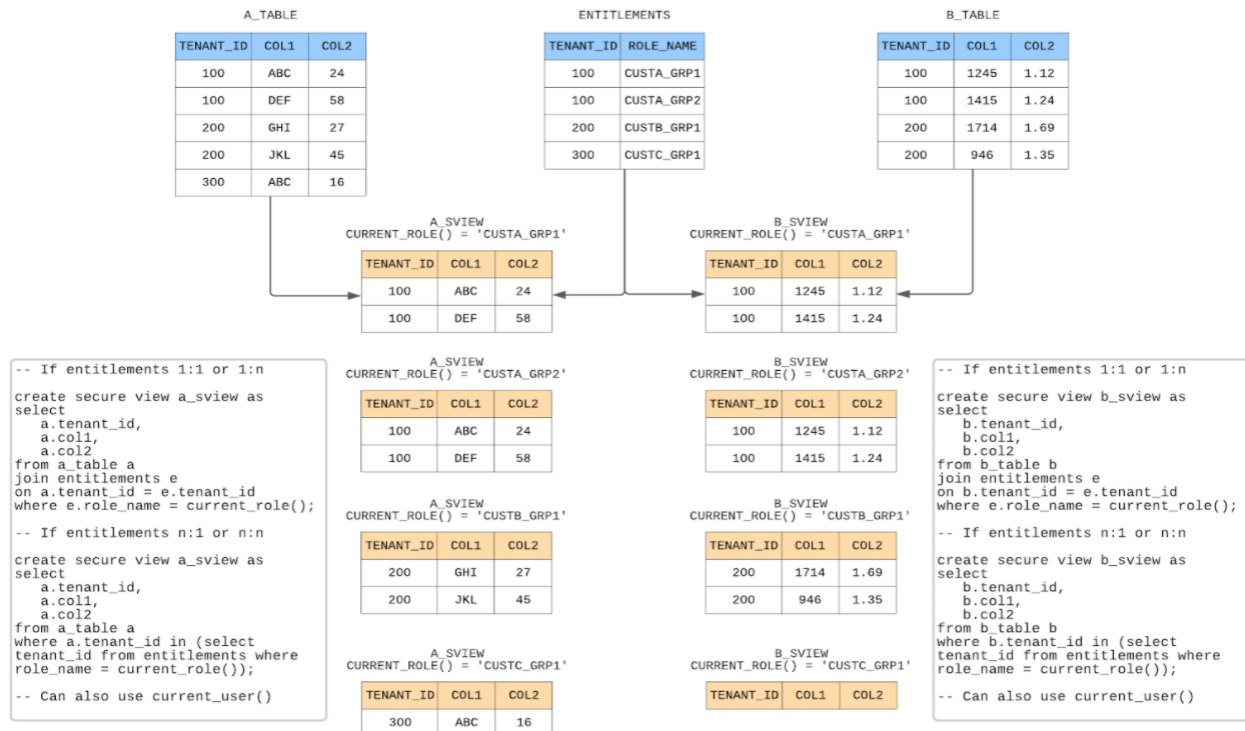 A_TABLE
TENANT_ID COL1 COL2
100 ABC 24
100 DEF 58
200 GHI 27
200 JKL 45
300 ABC 16
ENTITLEMENTS
TENANT_ID ROLE_NAME
100 CUSTA_GRP1
100 CUSTA_GRP2
200 CUSTB_GRP1
300 CUSTC_GRP1
B_TABLE
TENANT_ID COL1 COL2
100 1245 1.12
100 1415 1.24
200 1714 1.69
200 946 1.35
A_SVIEW
CURRENT_ROLE() = 'CUSTA_GRP1'
TENANT_ID COL1 COL2
100 ABC 24
100 DEF 58
B_SVIEW
CURRENT_ROLE() = 'CUSTA_GRP1'
TENANT_ID COL1 COL2
100 1245 1.12
100 1415 1.24
-- If entitlements 1:1 or 1:n
create secure view a_sview as
select
a.tenant_id,
a.col1,
a.col2
from a_table a
join entitlements e
on a.tenant_id = e.tenant_id
where e.role_name = current_role();
-- If entitlements n:1 or n:n
create secure view a_sview as
select
a.tenant_id,
a.col1,
a.col2
from a_table a
where a.tenant_id in (select
tenant_id from entitlements where
role_name = current_role());
-- Can also use current_user()
A_SVIEW
CURRENT_ROLE() = 'CUSTA_GRP2'
TENANT_ID COL1 COL2
100 ABC 24
100 DEF 58
A_SVIEW
CURRENT_ROLE() = 'CUSTB_GRP1'
TENANT_ID COL1 COL2
200 GHI 27
200 JKL 45
A_SVIEW
CURRENT_ROLE() = 'CUSTC_GRP1'
TENANT_ID COL1 COL2
300 ABC 16
B_SVIEW
CURRENT_ROLE() = 'CUSTA_GRP2'
TENANT_ID COL1 COL2
100 1245 1.12
100 1415 1.24
B_SVIEW
CURRENT_ROLE() = 'CUSTB_GRP1'
TENANT_ID COL1 COL2
200 1714 1.69
200 946 1.35
B_SVIEW
CURRENT_ROLE() = 'CUSTC_GRP1'
TENANT_ID COL1 COL2
-- If entitlements 1:1 or 1:n
create secure view b_sview as
select
b.tenant_id,
b.col1,
b.col2
from b_table b
join entitlements e
on b.tenant_id = e.tenant_id
where e.role_name = current_role();
-- If entitlements n:1 or n:n
create secure view b_sview as
select
b.tenant_id,
b.col1,
b.col2
from b_table b
where b.tenant_id in (select
tenant_id from entitlements where
role_name = current_role());
-- Can also use current_user()